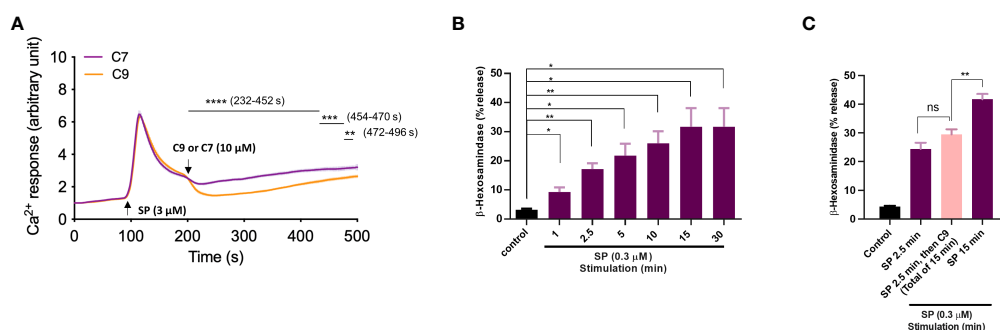 A
Ca2+ response (arbitrary unit)
10
8
6
4
2
0
C7
C9
**** (232-452 s)
*** (454-470 s)
** (472-496 s)
C9 or C7 (10 μM)
SP (3 μM)
0 100 200 300 400 500
Time (s)
B
β-Hexosamindase (%release)
50
40
30
20
10
0
*
*
**
*
**
*
control 1 2.5 5 10 15 30
SP (0.3 μM)
Stimulation (min)
C
β-Hexosaminidase (% release)
50
40
30
20
10
0
**
ns
Control
SP 2.5 min
SP 2.5 min, then C9
(Total of 15 min)
SP 15 min
SP (0.3 μM)
Stimulation (min)